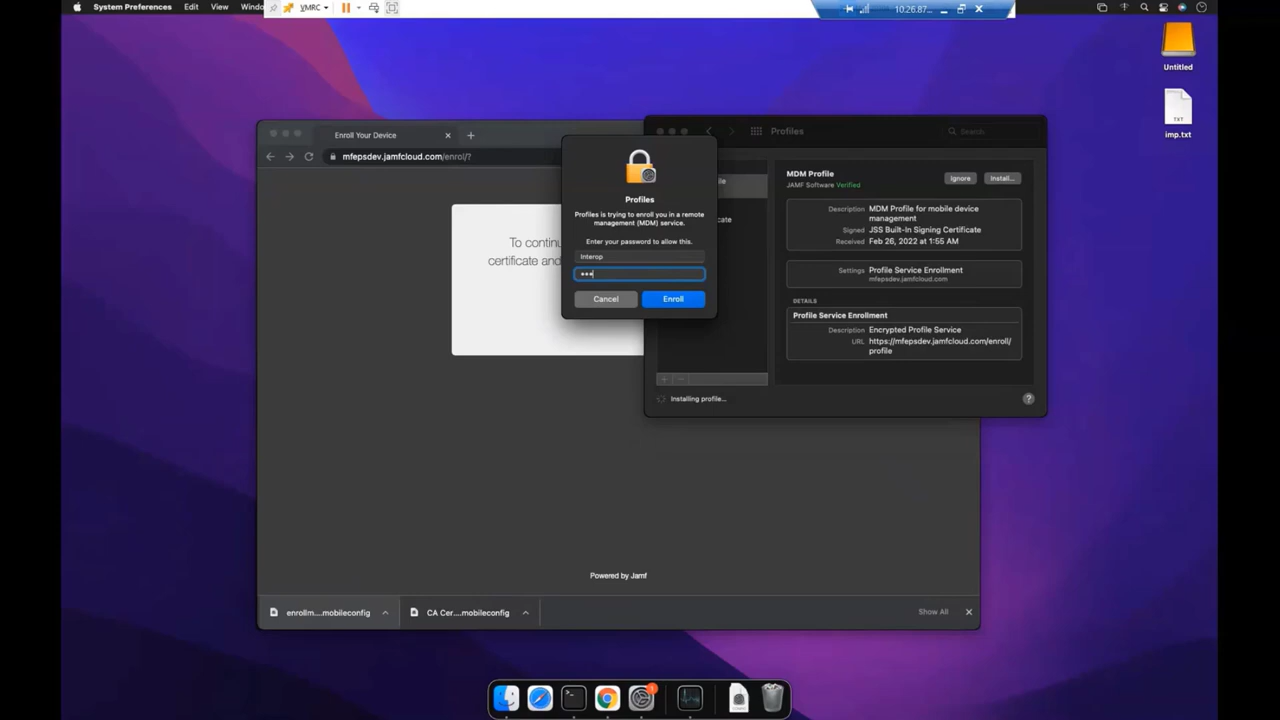 System Preferences Edit View Windo
VMRC
10.26.87...
Untitled
TXT
imp.txt
Enroll Your Device
mfepsdev.jamfcloud.com/enrol/?
To continu
certificate and
Powered by Jamf
enrollm....mobileconfig
CA Cer....mobileconfig
Show All
Profiles
Profiles is trying to enroll you in a remote
management (MDM) service.
Enter your password to allow this.
Interop
•••
Cancel
Enroll
Profiles
Search
cate
MDM Profile
JAMF Software Verified
Ignore
Install...
Description MDM Profile for mobile device
management
Signed JSS Built-In Signing Certificate
Received Feb 26, 2022 at 1:55 AM
Settings Profile Service Enrollment
mfepsdev.jamfcloud.com
DETAILS
Profile Service Enrollment
Description Encrypted Profile Service
URL https://mfepsdev.jamfcloud.com/enroll/
profile
Installing profile...
?
1